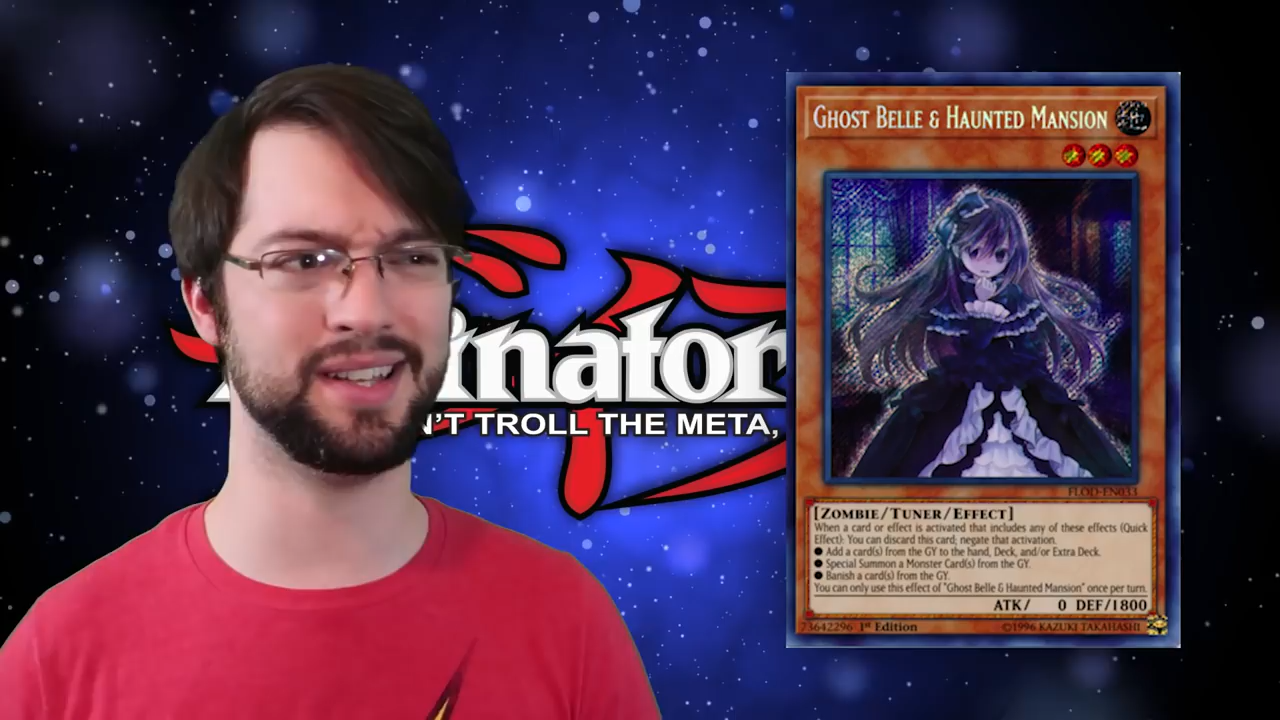 GHOST BELLE & HAUNTED MANSION
inator
N'T TROLL THE META,
FLOD-EN033
[ZOMBIE/TUNER/EFFECT]
When a card or effect is activated that includes any of these effects (Quick
Effect): You can discard this card; negate that activation.
● Add a card(s) from the GY to the hand, Deck, and/or Extra Deck.
● Special Summon a Monster Card(s) from the GY.
● Banish a card(s) from the GY.
You can only use this effect of "Ghost Belle & Haunted Mansion" once per turn.
ATK/ 0 DEF/1800
73642296 1st Edition ©1996 KAZUKI TAKAHASHI